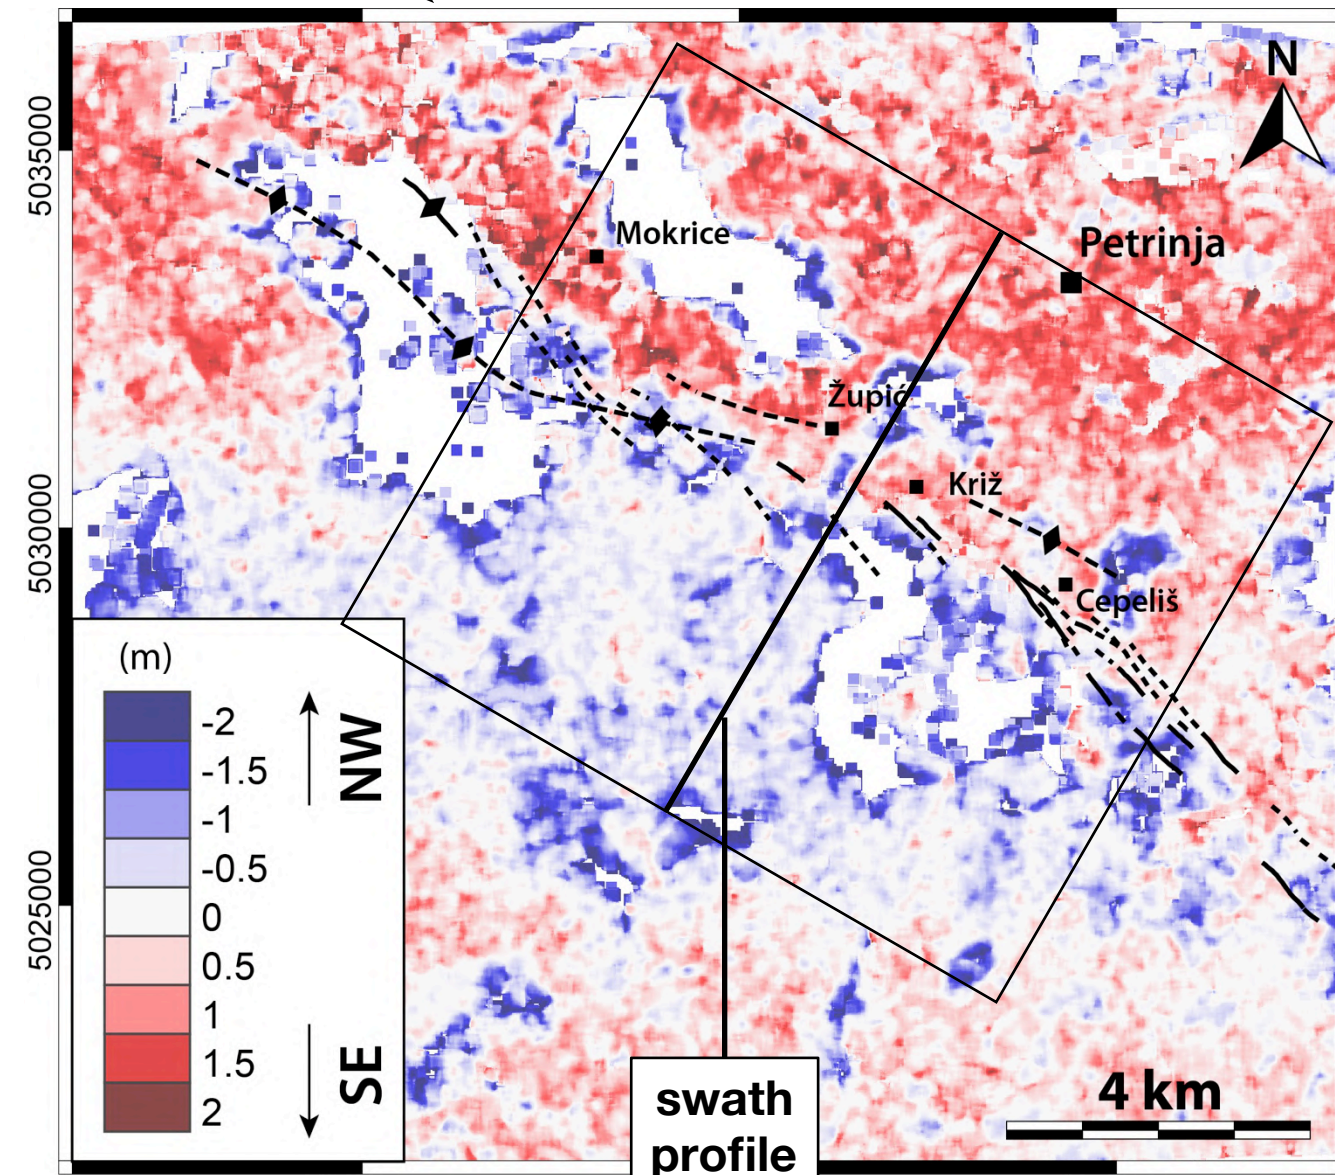 N
5035000
Mokrice
Petrinja
Župić
5030000
Križ
Cepeliš
(m)
-2
-1.5
-1
-0.5
0
0.5
1
1.5
2
NW
SE
5025000
4 km
swath
profile